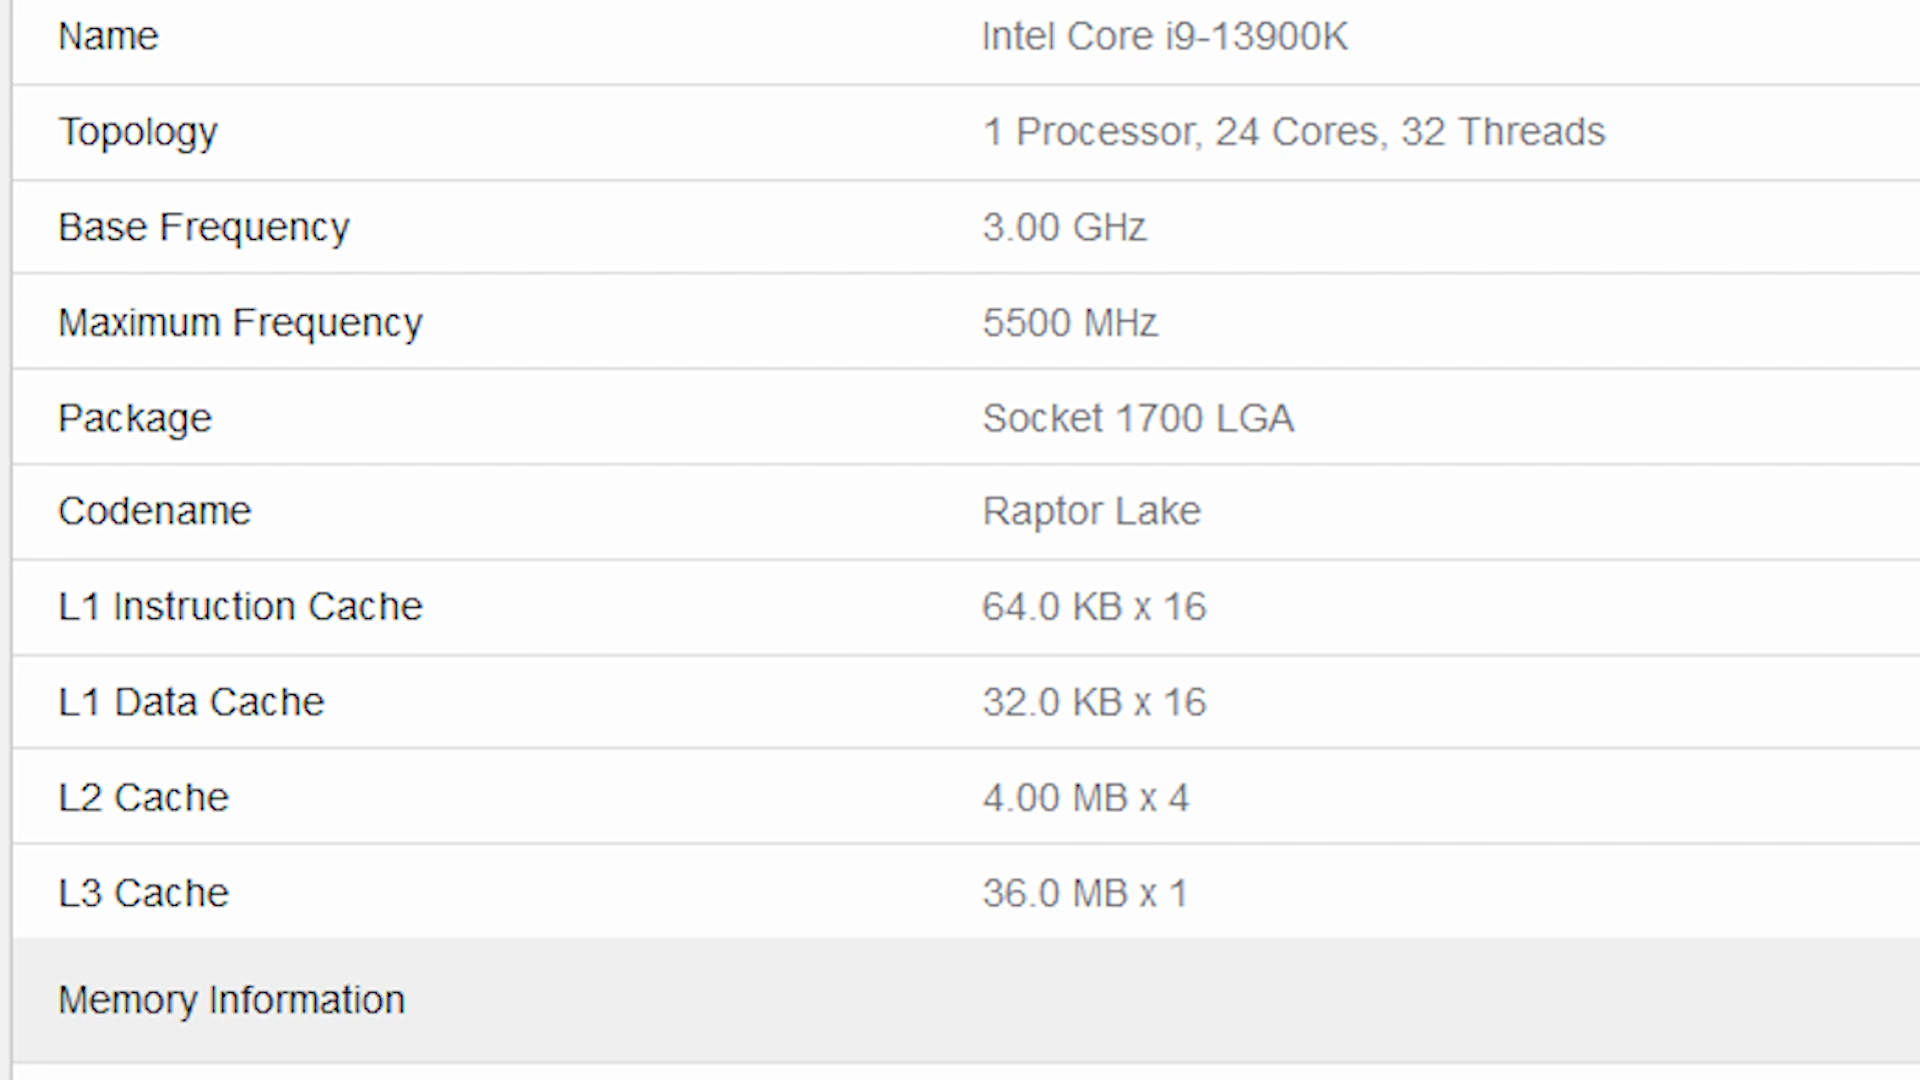 Name Intel Core i9-13900K
Topology 1 Processor, 24 Cores, 32 Threads
Base Frequency 3.00 GHz
Maximum Frequency 5500 MHz
Package Socket 1700 LGA
Codename Raptor Lake
L1 Instruction Cache 64.0 KB x 16
L1 Data Cache 32.0 KB x 16
L2 Cache 4.00 MB x 4
L3 Cache 36.0 MB x 1
Memory Information